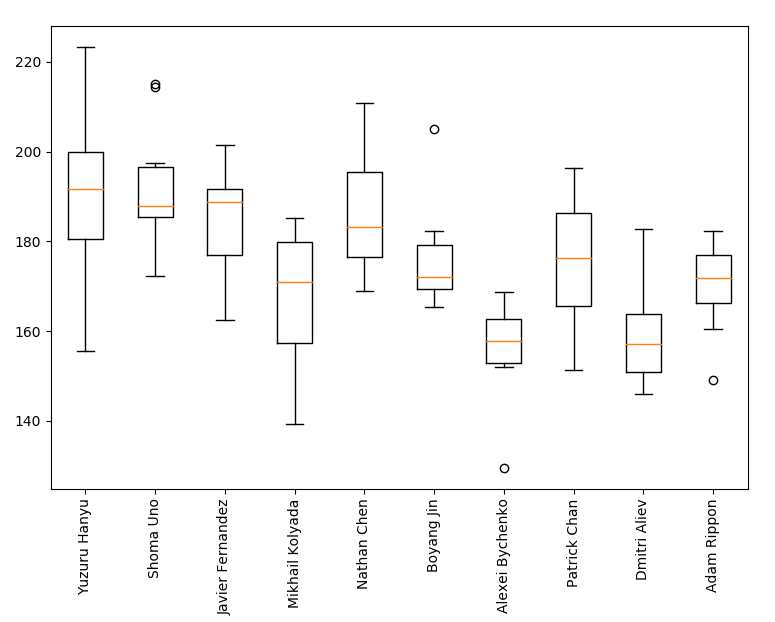 220
200
180
160
140
Yuzuru Hanyu
Shoma Uno
Javier Fernandez
Mikhail Kolyada
Nathan Chen
Boyang Jin
Alexei Bychenko
Patrick Chan
Dmitri Aliev
Adam Rippon